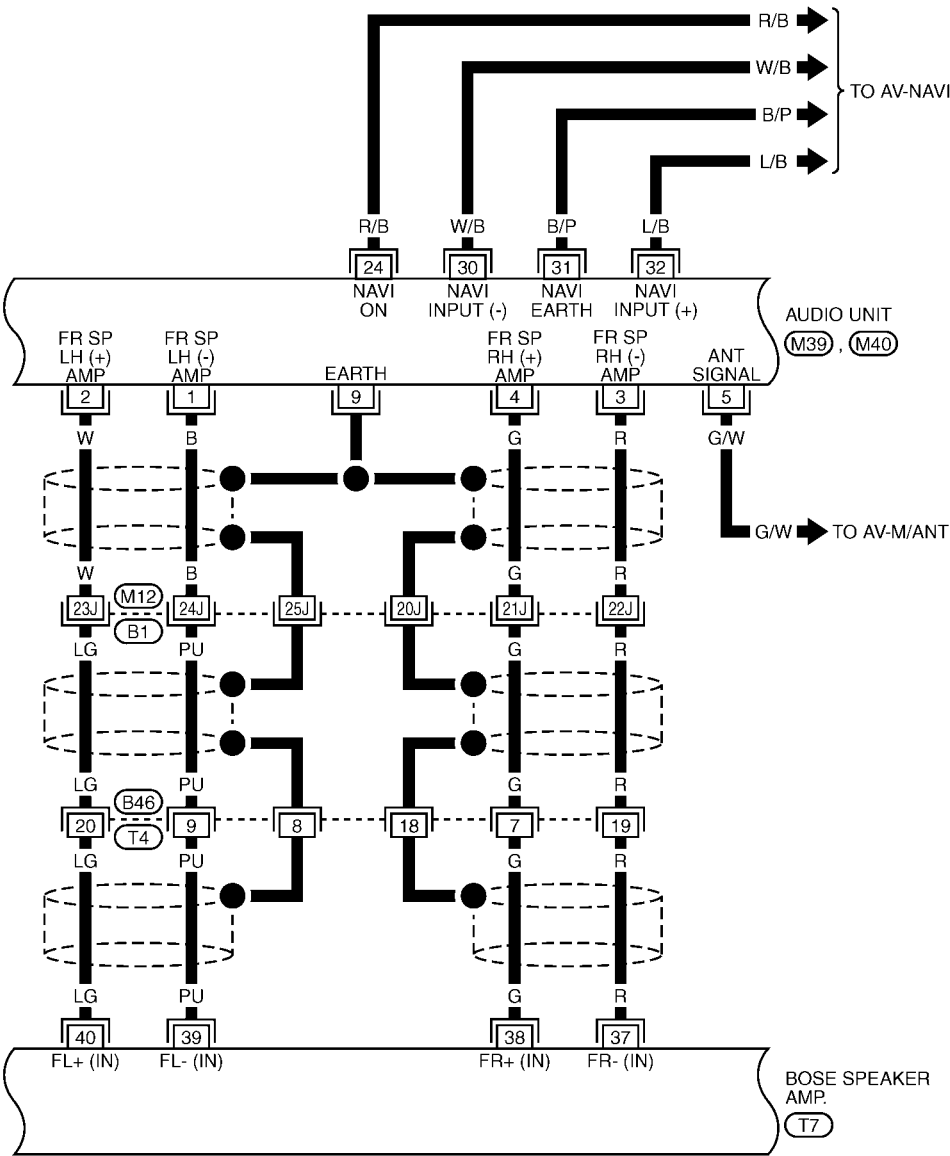 R/B
W/B
B/P
L/B
TO AV-NAVI
R/B
W/B
B/P
L/B
24
30
31
32
NAVI
ON
NAVI
INPUT (-)
NAVI
EARTH
NAVI
INPUT (+)
AUDIO UNIT
M39 , M40
FR SP
LH (+)
AMP
FR SP
LH (-)
AMP
EARTH
FR SP
RH (+)
AMP
FR SP
RH (-)
AMP
ANT
SIGNAL
2
1
9
4
3
5
W
B
G
R
G/W
G/W
TO AV-M/ANT
W
B
G
R
23J
M12
B1
24J
25J
20J
21J
22J
LG
PU
G
R
LG
PU
G
R
20
B46
T4
9
8
18
7
19
LG
PU
G
R
LG
PU
G
R
40
39
38
37
FL+ (IN)
FL- (IN)
FR+ (IN)
FR- (IN)
BOSE SPEAKER
AMP.
T7